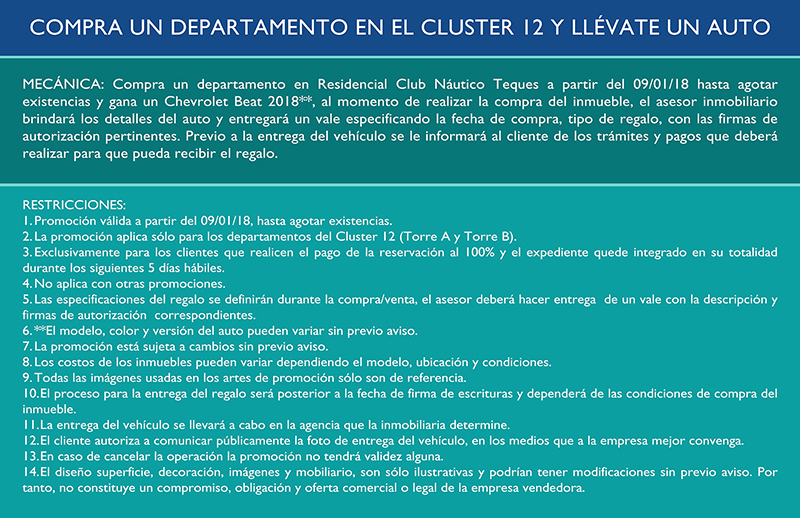 COMPRA UN DEPARTAMENTO EN EL CLUSTER 12 Y LLÉVATE UN AUTO
MECÁNICA: Compra un departamento en Residencial Club Náutico Teques a partir del 09/01/18 hasta agotar
existencias y gana un Chevrolet Beat 2018**, al momento de realizar la compra del inmueble, el asesor inmobiliario
brindará los detalles del auto y entregará un vale especificando la fecha de compra, tipo de regalo, con las firmas de
autorización pertinentes. Previo a la entrega del vehículo se le informará al cliente de los trámites y pagos que deberá
realizar para que pueda recibir el regalo.
RESTRICCIONES:
1. Promoción válida a partir del 09/01/18, hasta agotar existencias.
2. La promoción aplica sólo para los departamentos del Cluster 12 (Torre A y Torre B).
3. Exclusivamente para los clientes que realicen el pago de la reservación al 100% y el expediente quede integrado en su totalidad
durante los siguientes 5 días hábiles.
4. No aplica con otras promociones.
5. Las especificaciones del regalo se definirán durante la compra/venta, el asesor deberá hacer entrega de un vale con la descripción y
firmas de autorización correspondientes.
6. **El modelo, color y versión del auto pueden variar sin previo aviso.
7. La promoción está sujeta a cambios sin previo aviso.
8. Los costos de los inmuebles pueden variar dependiendo el modelo, ubicación y condiciones.
9. Todas las imágenes usadas en los artes de promoción sólo son de referencia.
10. El proceso para la entrega del regalo será posterior a la fecha de firma de escrituras y dependerá de las condiciones de compra del
inmueble.
11. La entrega del vehículo se llevará a cabo en la agencia que la inmobiliaria determine.
12. El cliente autoriza a comunicar públicamente la foto de entrega del vehículo, en los medios que a la empresa mejor convenga.
13. En caso de cancelar la operación la promoción no tendrá validez alguna.
14. El diseño superficie, decoración, imágenes y mobiliario, son sólo ilustrativas y podrían tener modificaciones sin previo aviso. Por
tanto, no constituye un compromiso, obligación y oferta comercial o legal de la empresa vendedora.